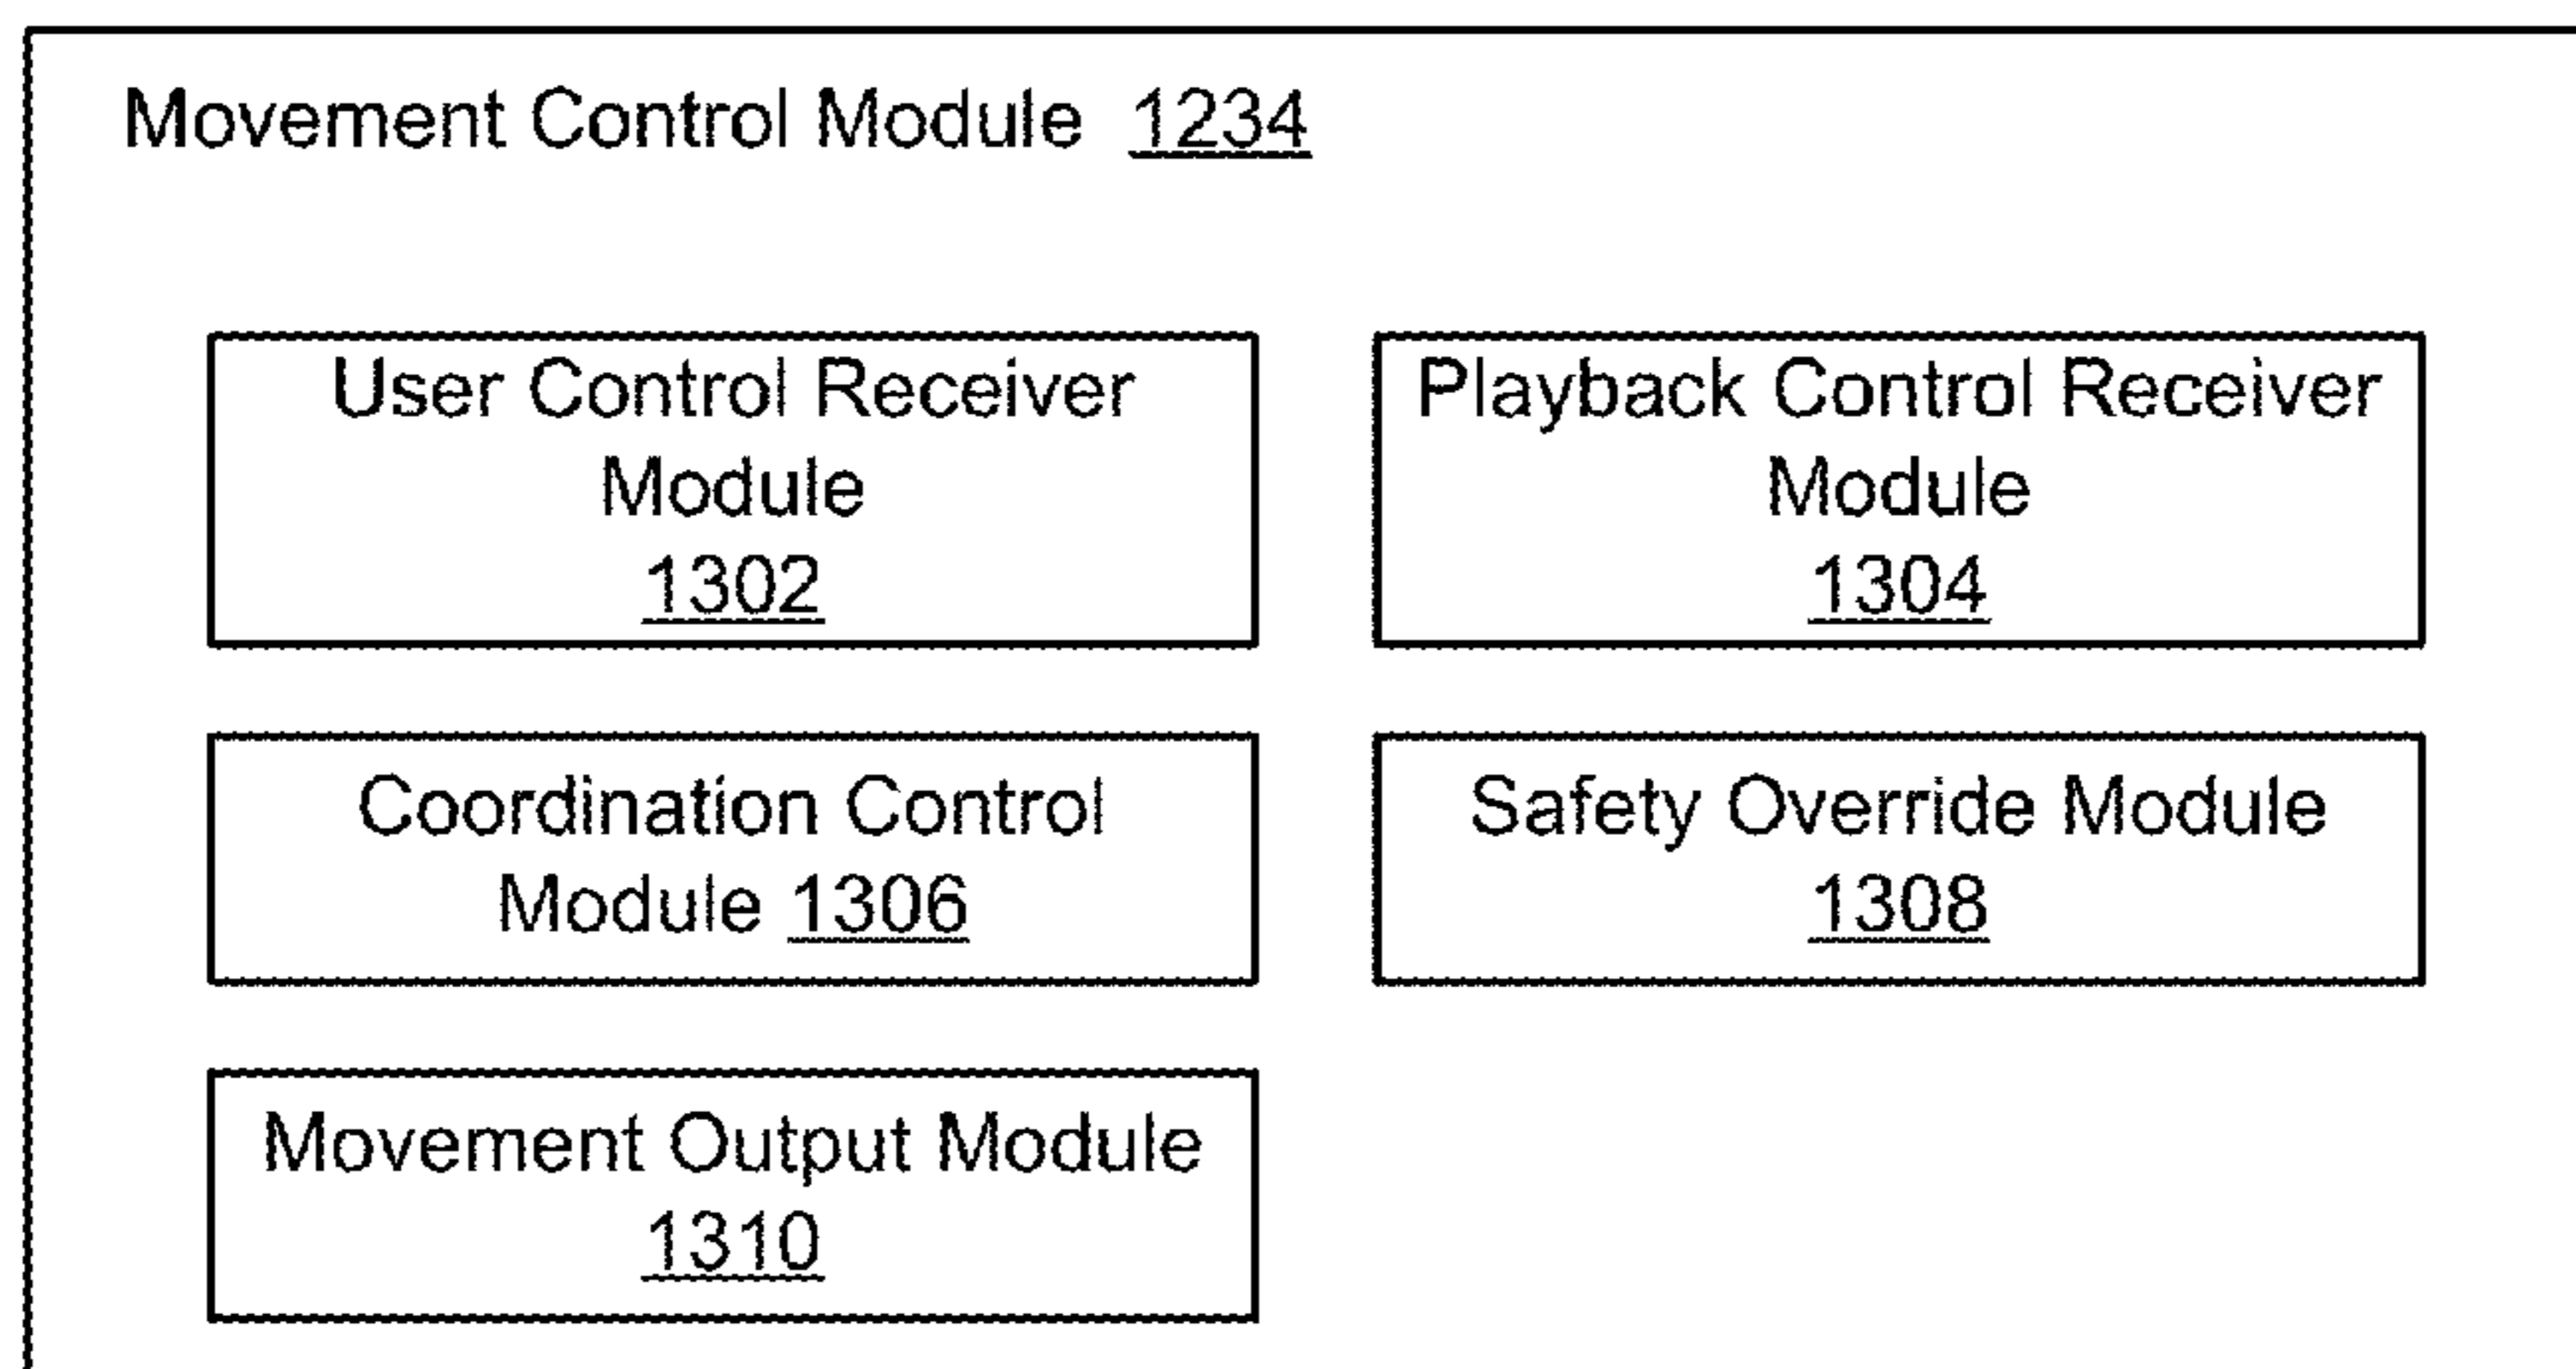 Movement Control Module 1234
User Control Receiver
Module
1302
Playback Control Receiver
Module
1304
Coordination Control
Module 1306
Safety Override Module
1308
Movement Output Module
1310